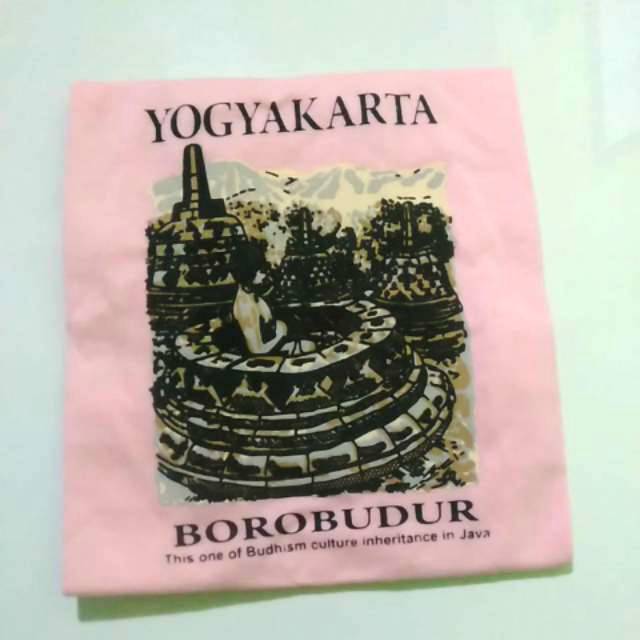 YOGYAKARTA
BOROBUDUR
This one of Budhism culture inheritance in Java